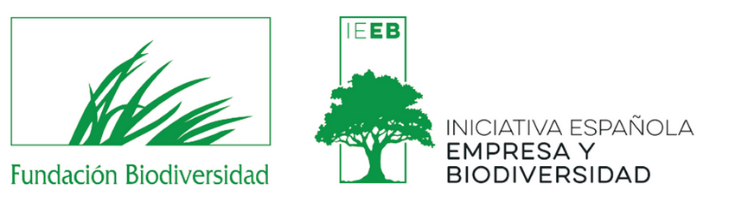 Fundación Biodiversidad
IEEB
INICIATIVA ESPAÑOLA
EMPRESA Y
BIODIVERSIDAD